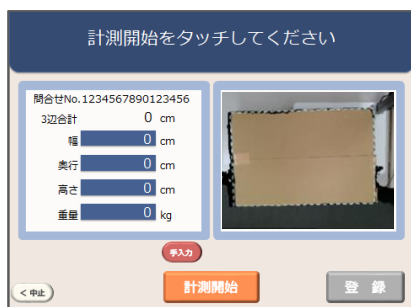 計測開始をタッチしてください
問合せNo.1234567890123456
3辺合計 0 cm
幅 0 cm
奥行 0 cm
高さ 0 cm
重量 0 kg
手入力
< 中止
計測開始
登 録